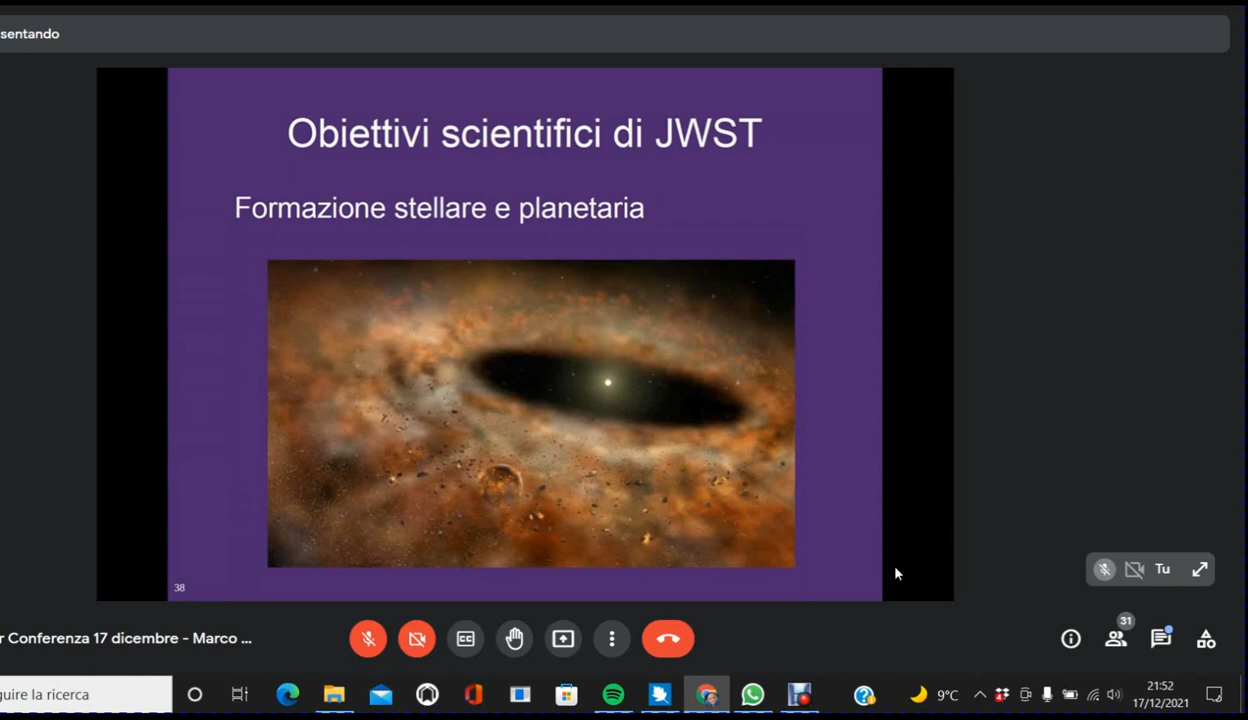 sentando
Obiettivi scientifici di JWST
Formazione stellare e planetaria
38
Tu
r Conferenza 17 dicembre - Marco ...
CC
31
guire la ricerca
9°C
21:52
17/12/2021